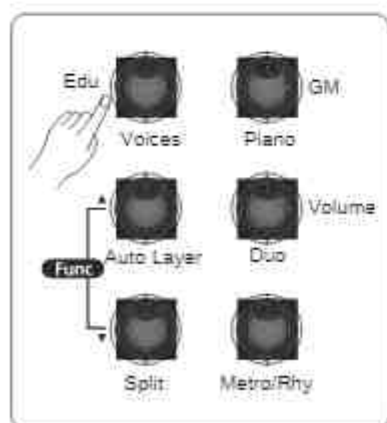 Edu
GM
Voices
Piano
Volume
Auto Layer
Duo
Func
Split
Metro/Rhy